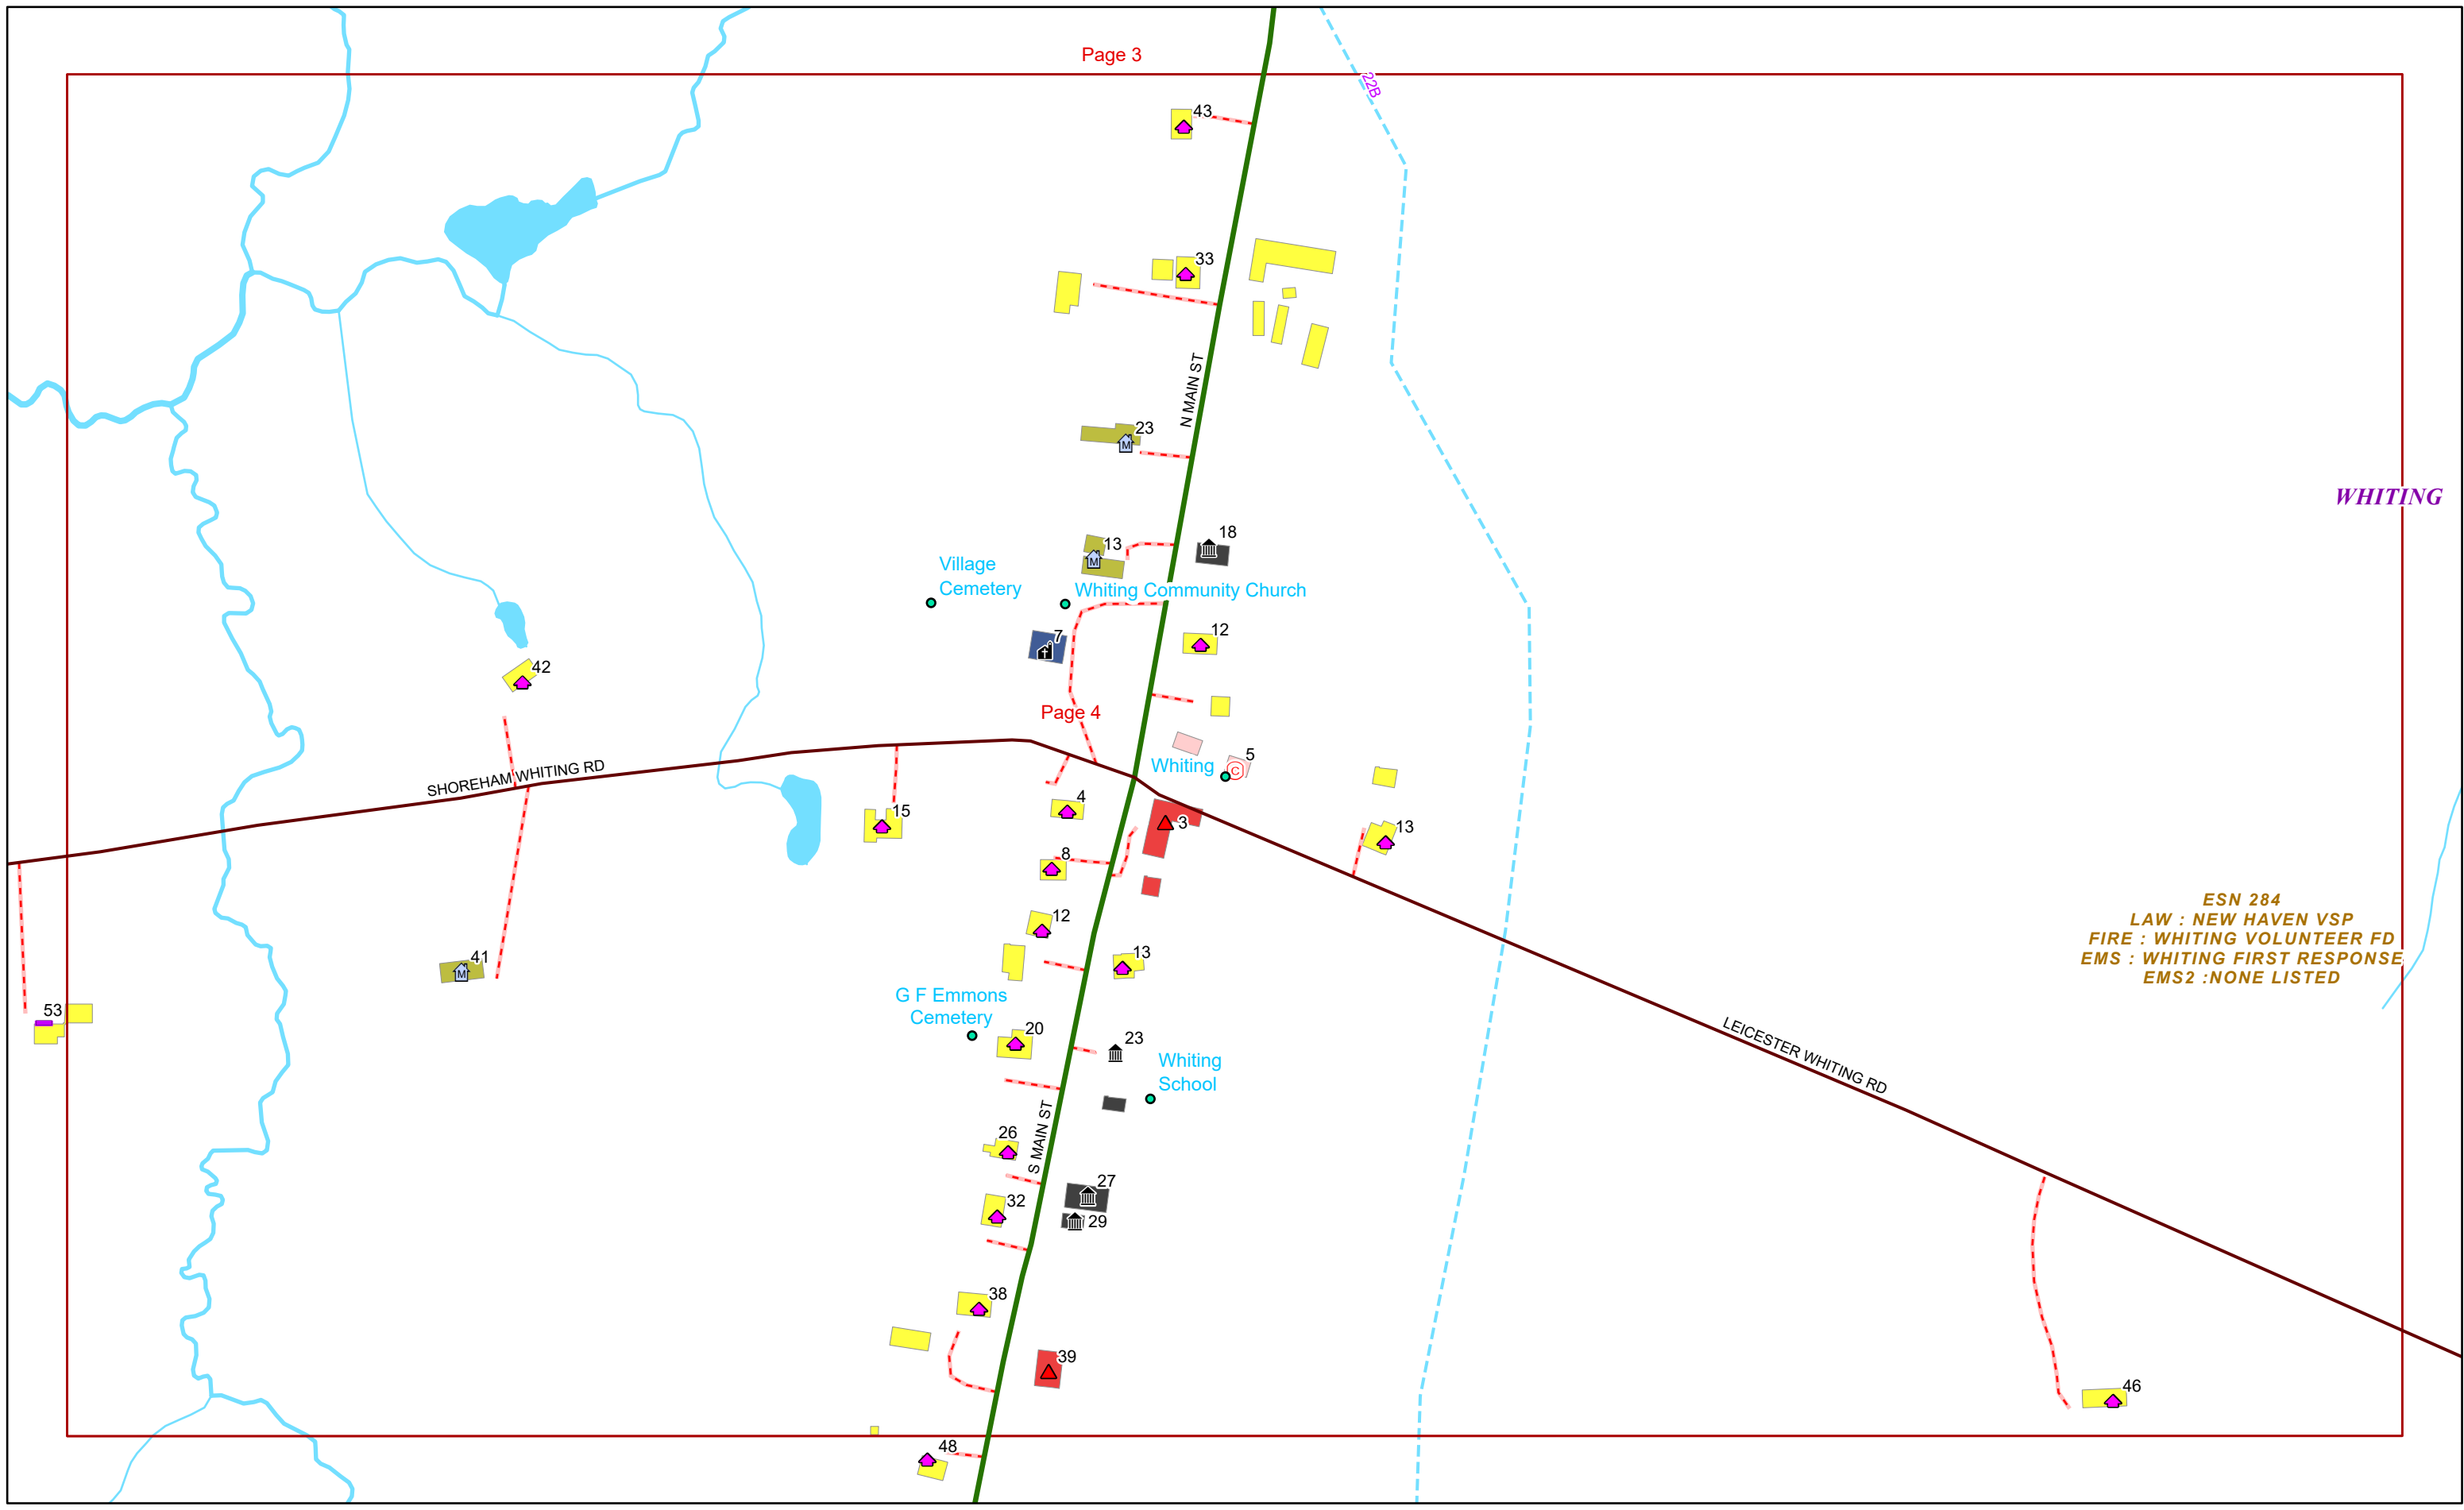 Page 3
22B
43
33
N MAIN ST
23
M
WHITING
18
13
M
Village
Cemetery
Whiting Community Church
7
12
42
Page 4
5
Whiting
C
SHOREHAM WHITING RD
4
15
3
13
8
ESN 284
LAW : NEW HAVEN VSP
FIRE : WHITING VOLUNTEER FD
EMS : WHITING FIRST RESPONSE
EMS2 :NONE LISTED
12
13
41
M
G F Emmons
Cemetery
53
20
23
Whiting
School
LEICESTER WHITING RD
S MAIN ST
26
27
32
29
38
39
46
48